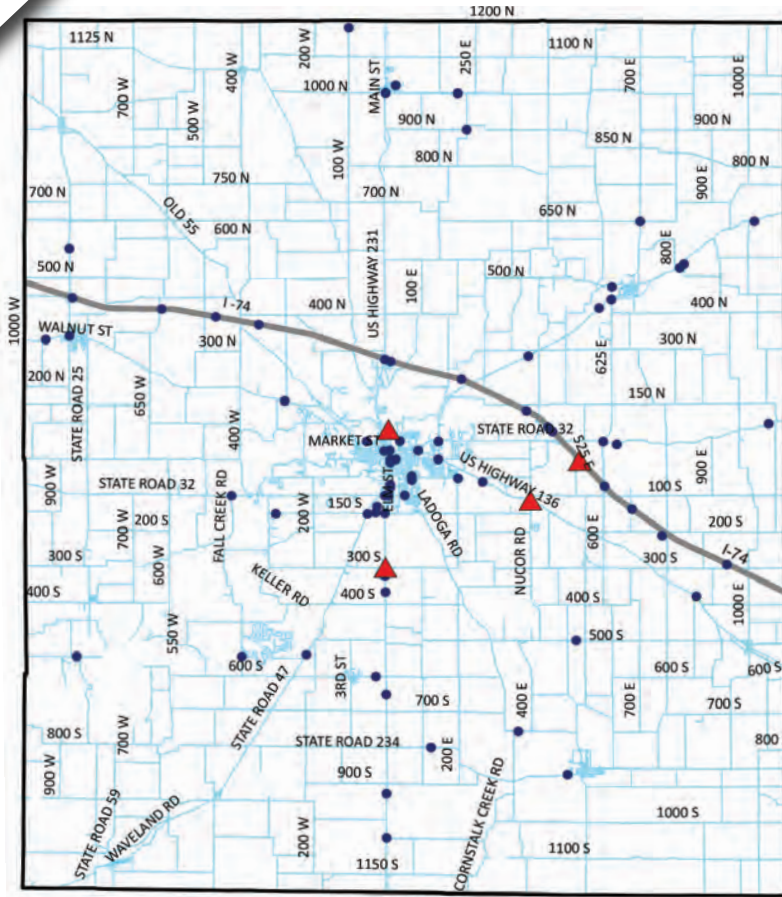 1200 N
1125 N
200 W
250 E
1100 N
700 E
1000 E
400 W
MAIN ST
1000 N
700 W
500 W
900 N
900 N
850 N
100 W
800 N
800 N
750 N
700 N
700 N
900 E
OLD 55
650 N
600 N
US HIGHWAY 231
800 E
500 N
100 E
500 N
I -74
400 N
400 N
1000 W
WALNUT ST
300 N
300 N
625 E
200 N
STATE ROAD 25
650 W
150 N
400 W
MARKET ST
STATE ROAD 32
525 E
900 E
US HIGHWAY 136
900 W
STATE ROAD 32
FALL CREEK RD
ELM ST
100 S
150 S
200 W
LADOGA RD
200 S
700 W
200 S
NUCOR RD
600 E
I-74
300 S
600 W
300 S
300 S
KELLER RD
400 S
400 S
400 S
1000 E
550 W
500 S
600 S
600 S
600 S
3RD ST
STATE ROAD 47
700 S
400 E
700 E
700 S
800 S
700 W
STATE ROAD 234
200 E
800
900 W
900 S
CORNSTALK CREEK RD
STATE ROAD 59
WAVELAND RD
1000 S
200 W
1150 S
1100 S